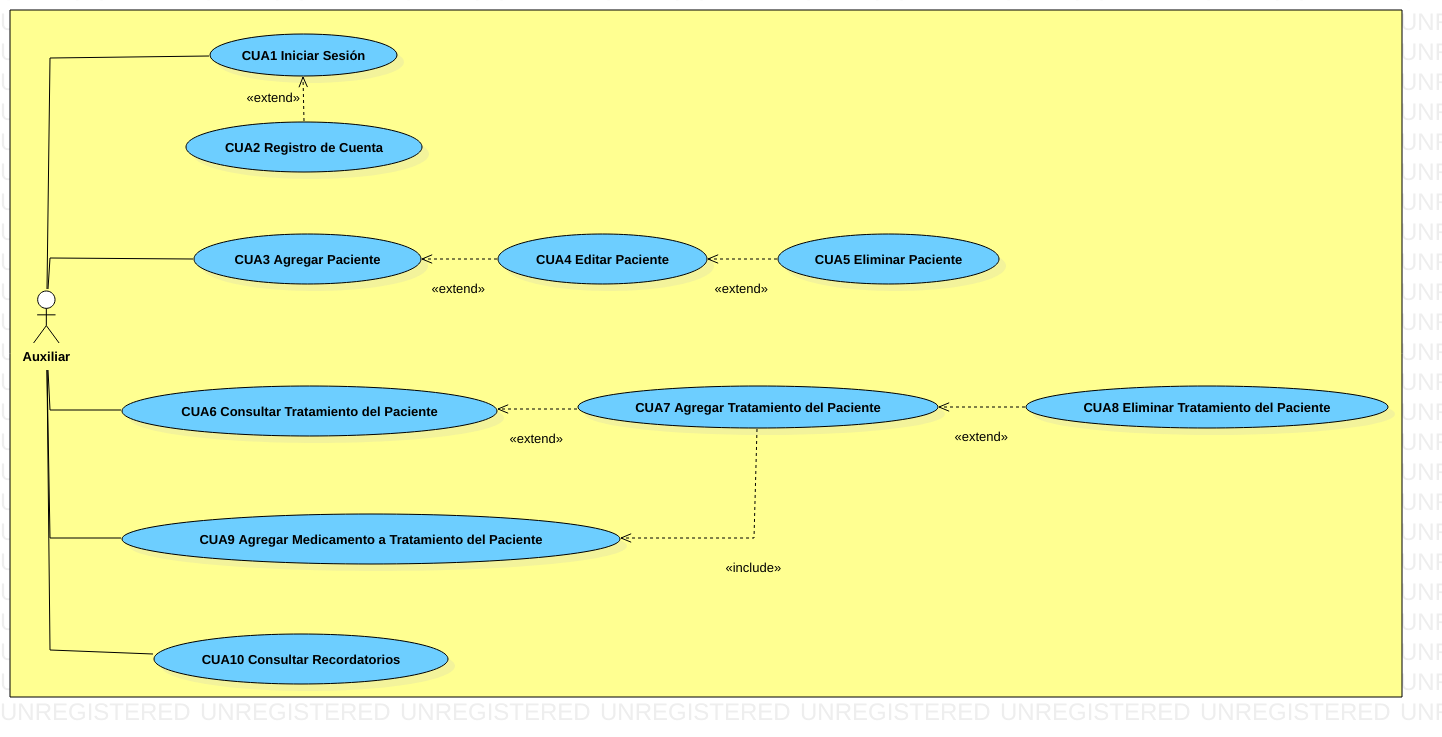 CUA1 Iniciar Sesión
«extend»
CUA2 Registro de Cuenta
CUA3 Agregar Paciente
CUA4 Editar Paciente
CUA5 Eliminar Paciente
«extend»
«extend»
Auxiliar
CUA6 Consultar Tratamiento del Paciente
CUA7 Agregar Tratamiento del Paciente
CUA8 Eliminar Tratamiento del Paciente
«extend»
«extend»
CUA9 Agregar Medicamento a Tratamiento del Paciente
«include»
CUA10 Consultar Recordatorios
UNREGISTERED UNREGISTERED UNREGISTERED UNREGISTERED UNREGISTERED UNREGISTERED UNREGISTERED